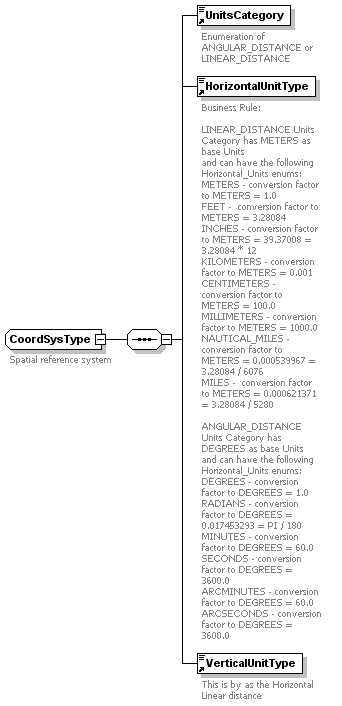 UnitsCategory
Enumeration of
ANGULAR_DISTANCE or
LINEAR_DISTANCE
HorizontalUnitType
Business Rule:
LINEAR_DISTANCE Units
Category has METERS as
base Units
and can have the following
Horizontal_Units enums:
METERS - conversion factor
to METERS = 1.0
FEET - conversion factor to
METERS = 3.28084
INCHES - conversion factor
to METERS = 39.37008 =
3.28084 * 12
KILOMETERS - conversion
factor to METERS = 0.001
CENTIMETERS -
conversion factor to
METERS = 100.0
MILLIMETERS - conversion
factor to METERS = 1000.0
NAUTICAL_MILES -
conversion factor to
METERS = 0.000539967 =
3.28084 / 6076
MILES - conversion factor
to METERS = 0.000621371
= 3.28084 / 5280
CoordSysType
Spatial reference system
ANGULAR_DISTANCE
Units Category has
DEGREES as base Units
and can have the following
Horizontal_Units enums:
DEGREES - conversion
factor to DEGREES = 1.0
RADIANS - conversion
factor to DEGREES =
0.017453293 = PI / 180
MINUTES - conversion
factor to DEGREES = 60.0
SECONDS - conversion
factor to DEGREES =
3600.0
ARCMINUTES - conversion
factor to DEGREES = 60.0
ARCSECONDS - conversion
factor to DEGREES =
3600.0
VerticalUnitType
This is by as the Horizontal
Linear distance